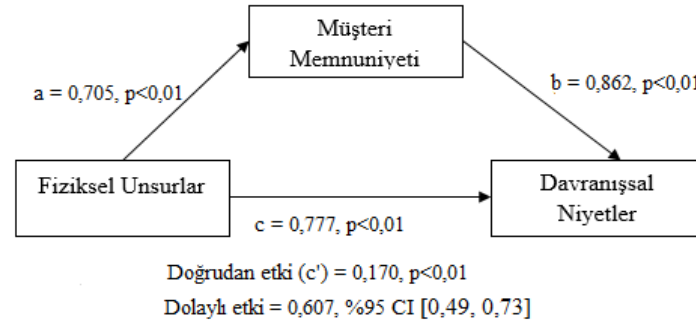 Müşteri
Memnuniyeti
a = 0,705, p<0,01
b = 0,862, p<0,01
Fiziksel Unsurlar
Davranışsal
Niyetler
c = 0,777, p<0,01
Doğrudan etki (c') = 0,170, p<0,01
Dolaylı etki = 0,607, %95 CI [0,49, 0,73]